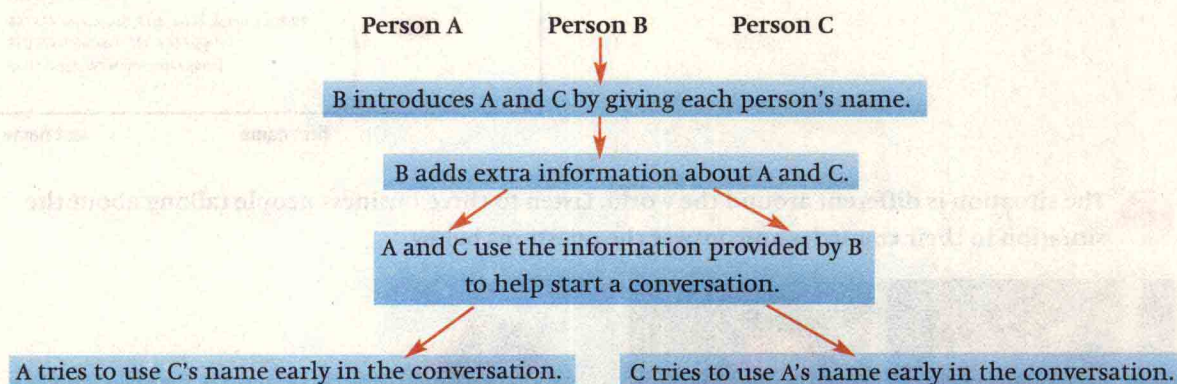 Person A Person B Person C
B introduces A and C by giving each person's name.
B adds extra information about A and C.
A and C use the information provided by B
to help start a conversation.
A tries to use C's name early in the conversation.
C tries to use A's name early in the conversation.